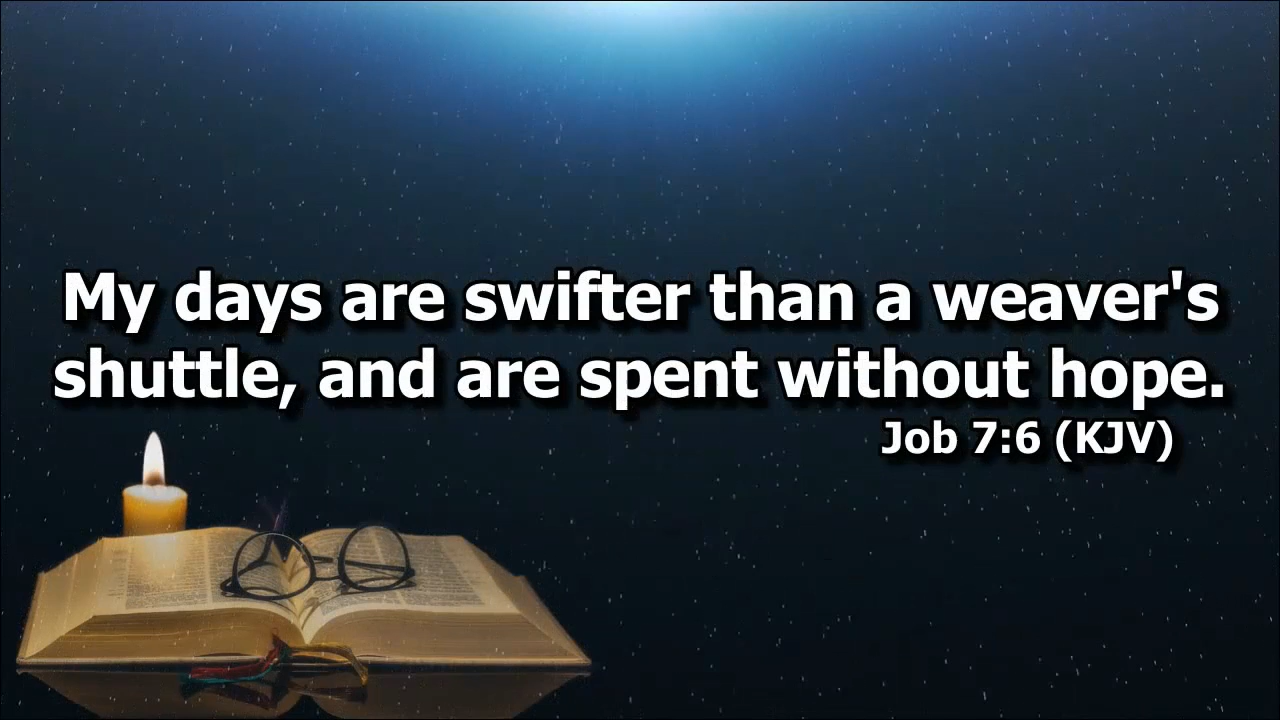 My days are swifter than a weaver's
shuttle, and are spent without hope.
Job 7:6 (KJV)